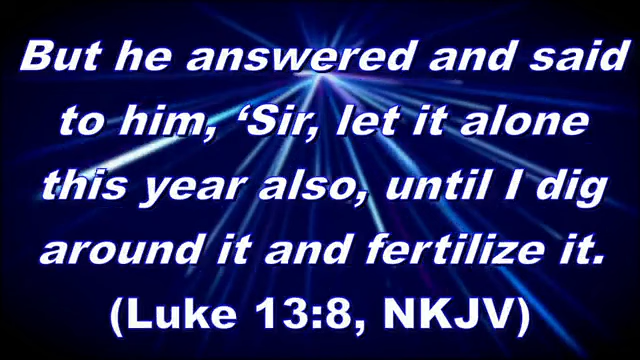 But he answered and said
to him, ‘Sir, let it alone
this year also, until I dig
around it and fertilize it.
(Luke 13:8, NKJV)